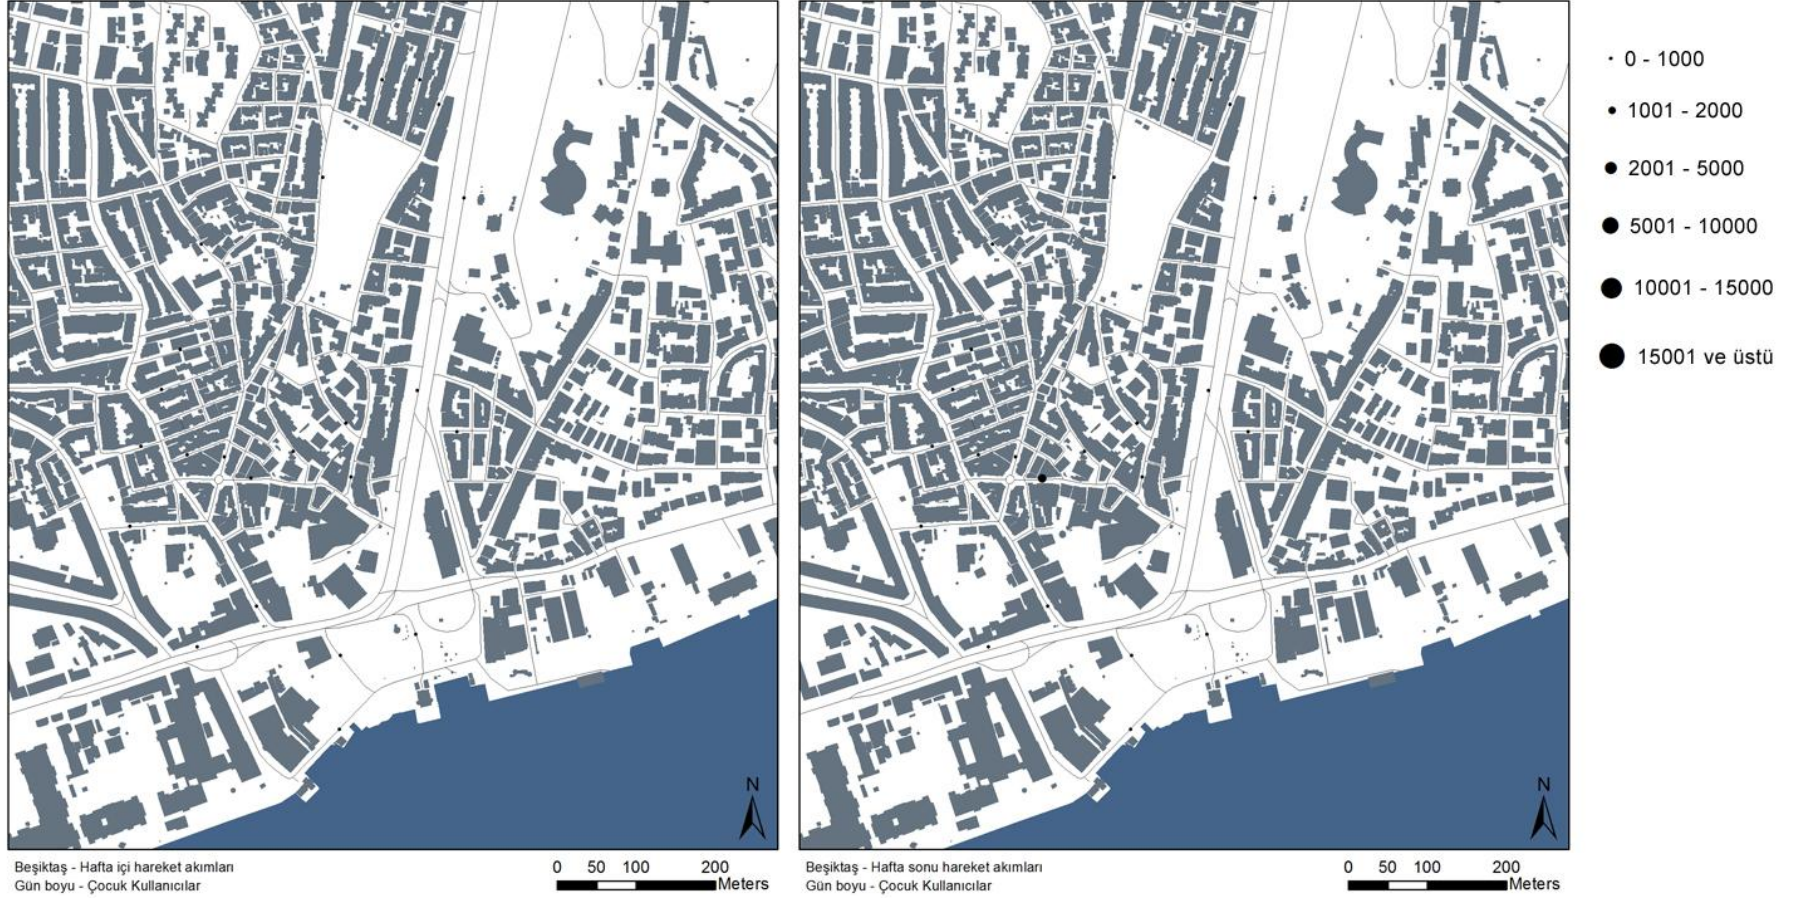 0 - 1000
1001 - 2000
2001 - 5000
5001 - 10000
10001 - 15000
15001 ve üstü
N
Beşiktaş - Hafta içi hareket akımları
Gün boyu - Çocuk Kullanıcılar
0 50 100 200
Meters
N
Beşiktaş - Hafta sonu hareket akımları
Gün boyu - Çocuk Kullanıcılar
0 50 100 200
Meters